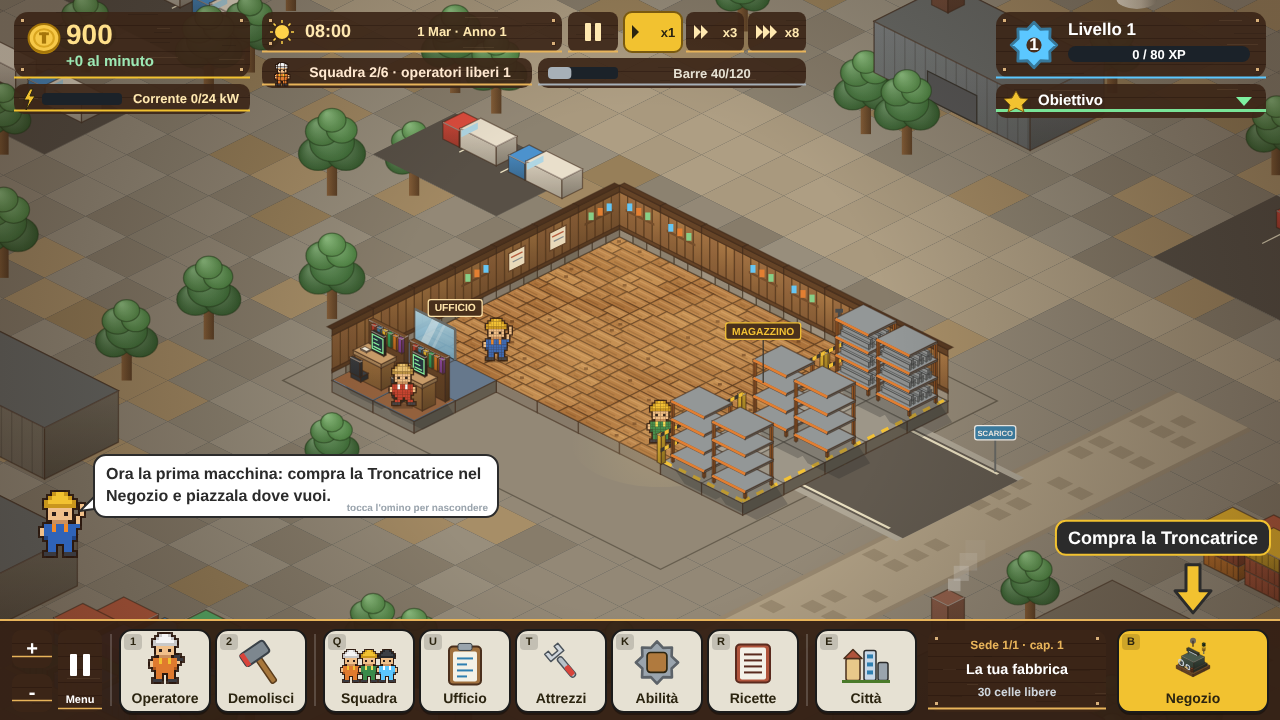 900
+0 al minuto
Corrente 0/24 kW
08:00
1 Mar · Anno 1
x1
x3
x8
Squadra 2/6 · operatori liberi 1
Barre 40/120
1
Livello 1
0 / 80 XP
Obiettivo
UFFICIO
MAGAZZINO
SCARICO
Ora la prima macchina: compra la Troncatrice nel
Negozio e piazzala dove vuoi.
tocca l'omino per nascondere
Compra la Troncatrice
+
-
Menu
1
Operatore
2
Demolisci
Q
Squadra
U
Ufficio
T
Attrezzi
K
Abilità
R
Ricette
E
Città
Sede 1/1 · cap. 1
La tua fabbrica
30 celle libere
B
Negozio